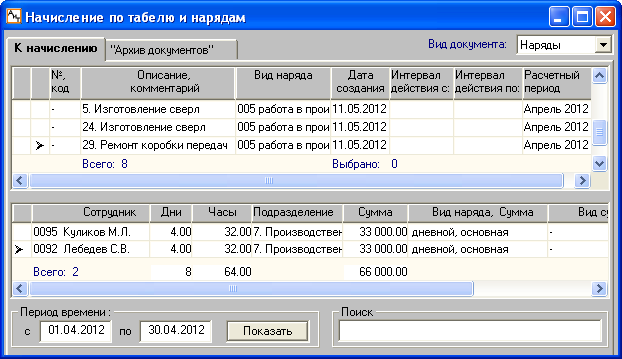 Начисление по табелю и нарядам
К начислению "Архив документов" Вид документа: Наряды
№, код Описание, комментарий Вид наряда Дата создания Интервал действия с: Интервал действия по: Расчетный период
- 5. Изготовление сверл 005 работа в прои 11.05.2012 Апрель 2012
- 24. Изготовление сверл 005 работа в прои 11.05.2012 Апрель 2012
- 29. Ремонт коробки передач 005 работа в прои 11.05.2012 Апрель 2012
Всего: 8 Выбрано: 0
Сотрудник Дни Часы Подразделение Сумма Вид наряда, Сумма Вид су
0095 Куликов М.Л. 4.00 32.00 7. Производствен 33 000.00 дневной, основная -
0092 Лебедев С.В. 4.00 32.00 7. Производствен 33 000.00 дневной, основная -
Всего: 2 8 64.00 66 000.00
Период времени: Поиск
с 01.04.2012 по 30.04.2012 Показать